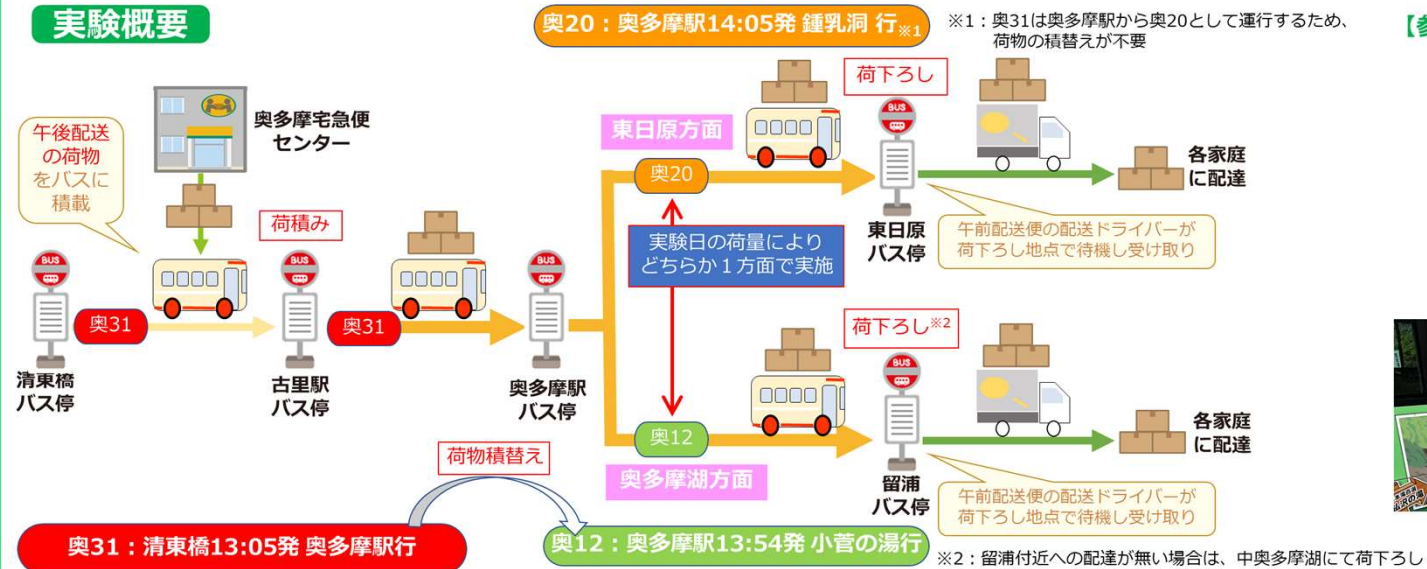 実験概要
奥20：奥多摩駅14:05発 鍾乳洞 行※1
※1：奥31は奥多摩駅から奥20として運行するため、
荷物の積替えが不要
午後配送
の荷物
をバスに
積載
奥多摩宅急便
センター
荷積み
BUS
奥31
清東橋
バス停
BUS
古里駅
バス停
奥31
BUS
奥多摩駅
バス停
東日原方面
奥20
荷下ろし
BUS
東日原
バス停
各家庭
に配達
午前配送便の配送ドライバーが
荷下ろし地点で待機し受け取り
実験日の荷量により
どちらか１方面で実施
奥12
奥多摩湖方面
荷下ろし※2
BUS
留浦
バス停
各家庭
に配達
午前配送便の配送ドライバーが
荷下ろし地点で待機し受け取り
荷物積替え
奥31：清東橋13:05発 奥多摩駅行
奥12：奥多摩駅13:54発 小菅の湯行
※2：留浦付近への配達が無い場合は、中奥多摩湖にて荷下ろし